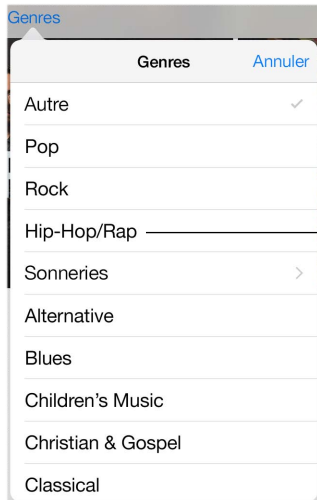 Genres
Genres Annuler
Autre
Pop
Rock
Hip-Hop/Rap
Sonneries
Alternative
Blues
Children’s Music
Christian & Gospel
Classical